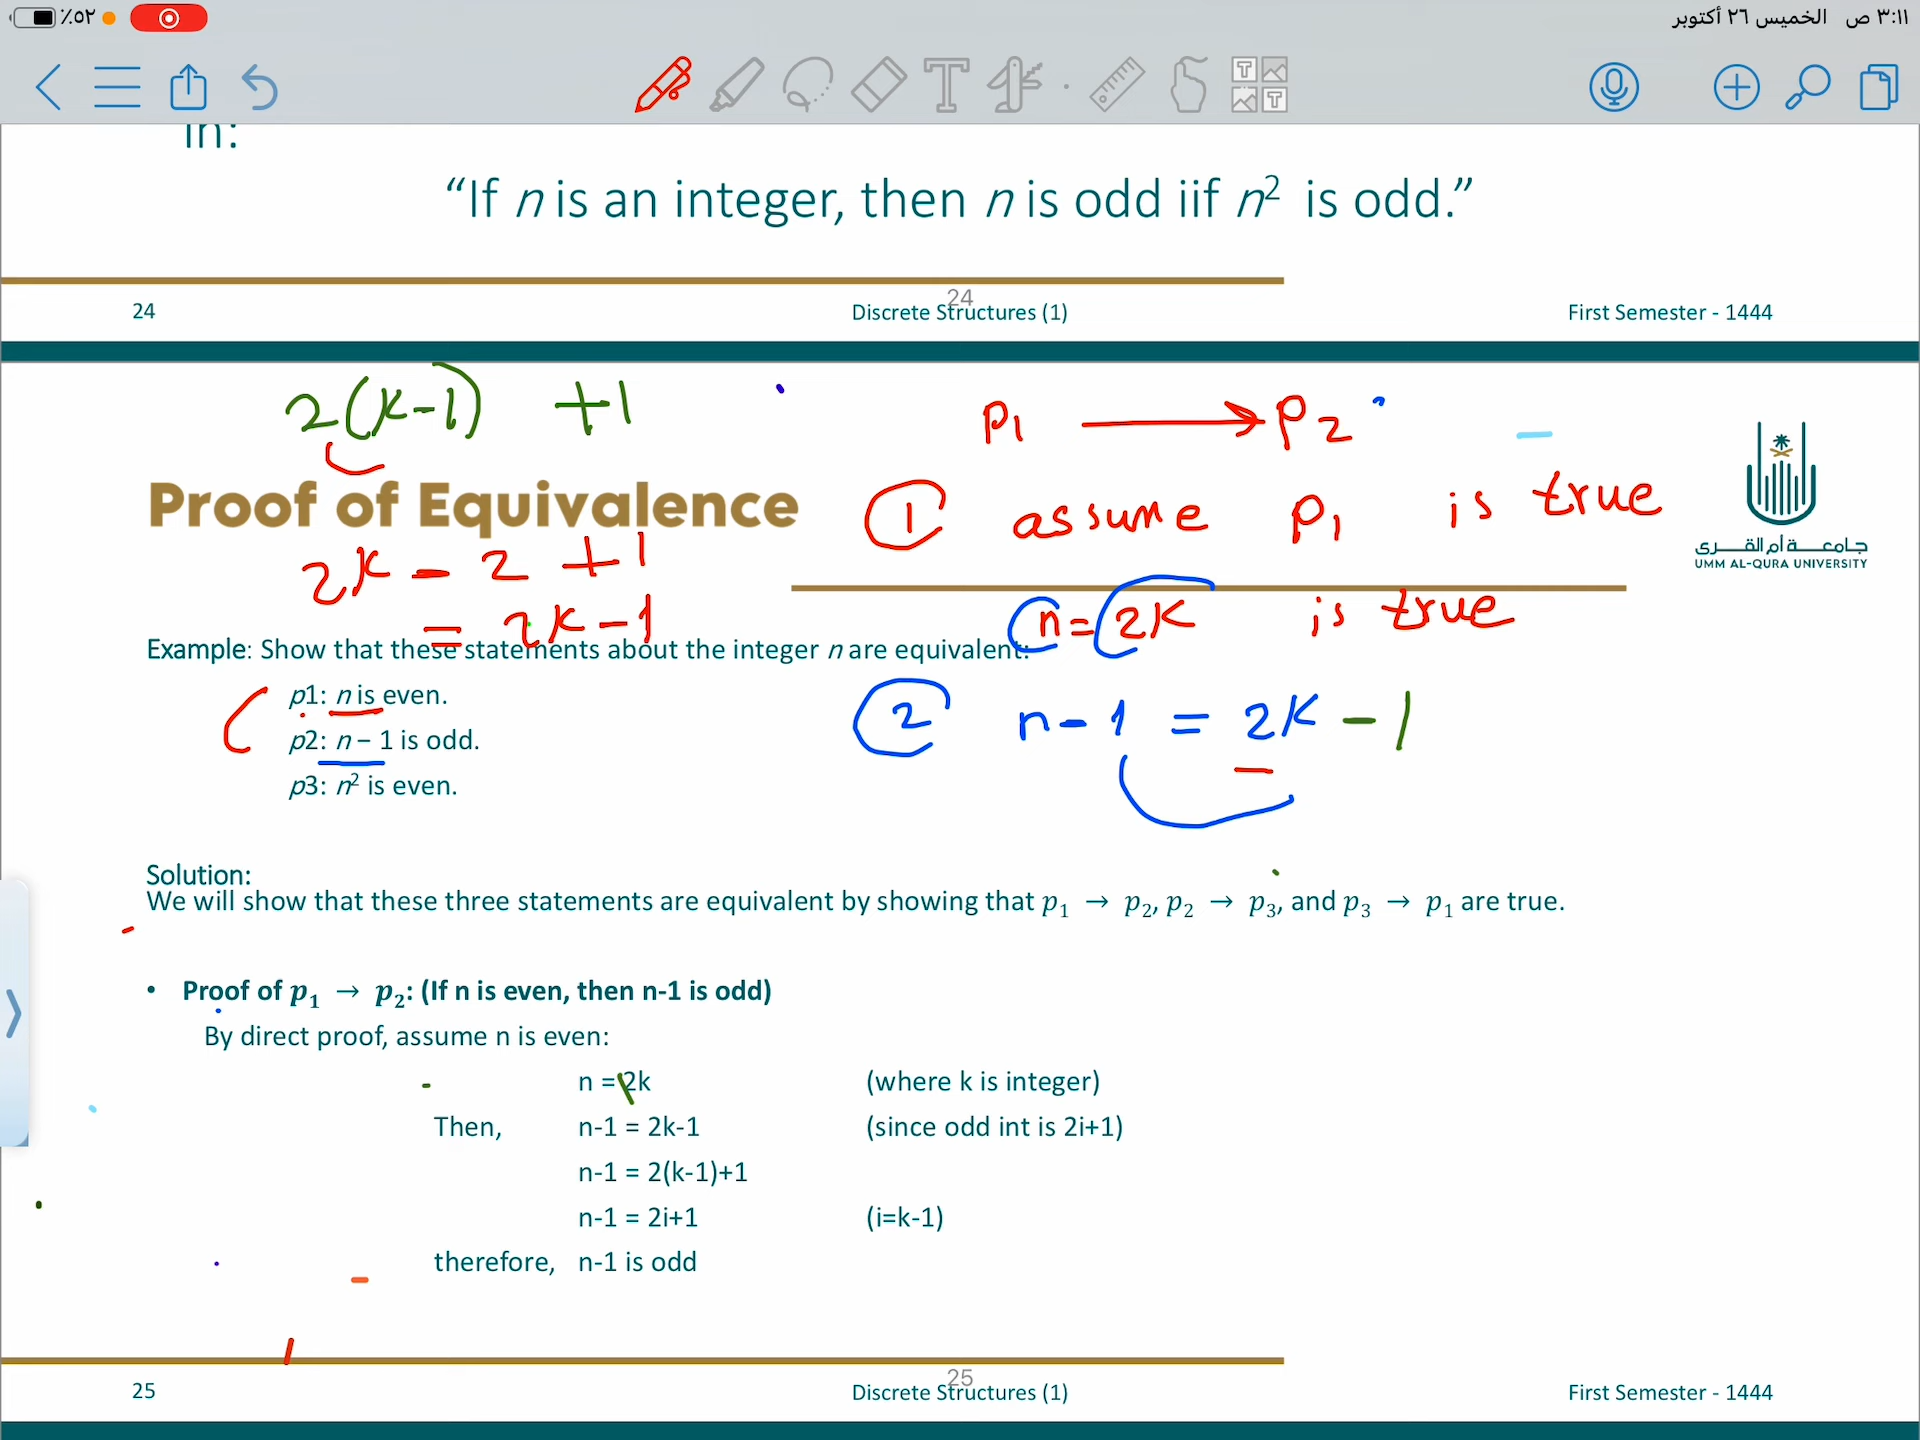 ٪٥٢
٣:١١ ص الخميس ٢٦ أكتوبر
in:
“If n is an integer, then n is odd iif n² is odd.”
24
24
Discrete Structures (1)
First Semester - 1444
2(k-1) +1
p1 → p2
Proof of Equivalence
① assume p1 is true
2k - 2 + 1
= 2k-1
n = 2k is true
جامعة أم القرى
UMM AL-QURA UNIVERSITY
Example: Show that these statements about the integer n are equivalent:
p1: n is even.
p2: n – 1 is odd.
p3: n² is even.
② n-1 = 2k-1
Solution:
We will show that these three statements are equivalent by showing that p₁ → p₂, p₂ → p₃, and p₃ → p₁ are true.
• Proof of p₁ → p₂: (If n is even, then n-1 is odd)
By direct proof, assume n is even:
n = 2k (where k is integer)
Then, n-1 = 2k-1 (since odd int is 2i+1)
n-1 = 2(k-1)+1
n-1 = 2i+1 (i=k-1)
therefore, n-1 is odd
25
25
Discrete Structures (1)
First Semester - 1444